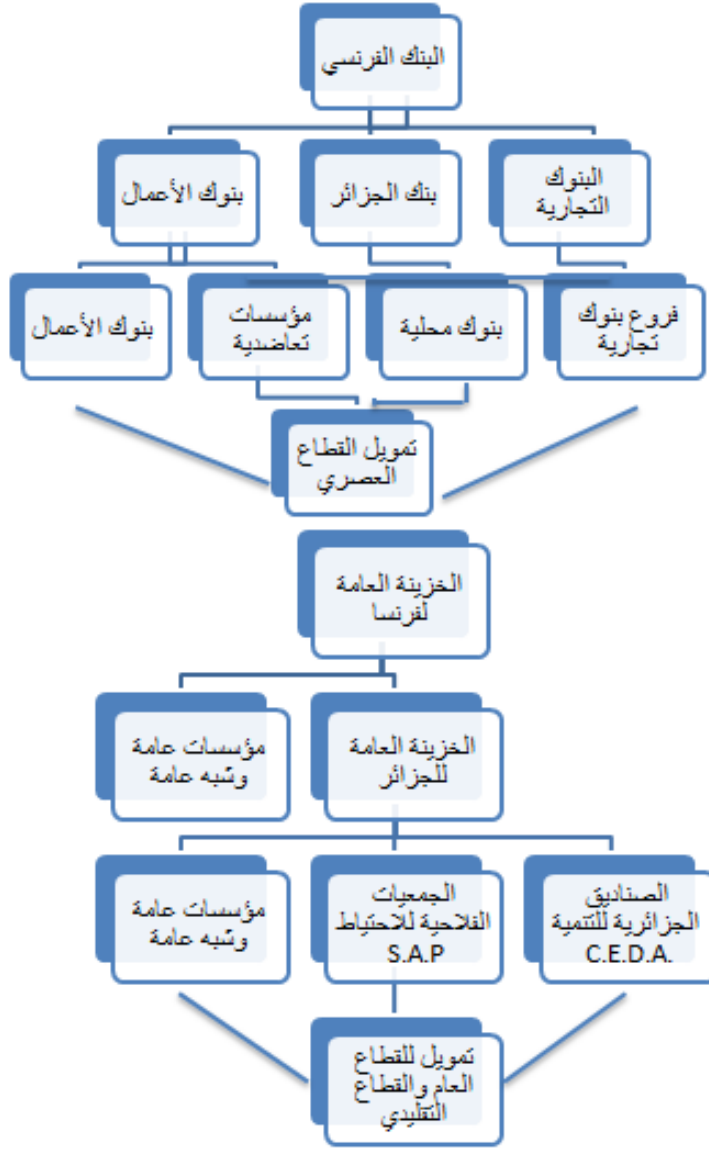 البنك الفرنسي
البنوك
التجارية
بنك الجزائر
بنوك الأعمال
فروع بنوك
تجارية
بنوك محلية
مؤسسات
تعاضدية
بنوك الأعمال
تمويل القطاع
العصري
الخزينة العامة
لفرنسا
الخزينة العامة
للجزائر
مؤسسات عامة
وشبه عامة
الصناديق
الجزائرية للتنمية
C.E.D.A.
الجمعيات
الفلاحية للاحتياط
S.A.P
مؤسسات عامة
وشبه عامة
تمويل للقطاع
العام والقطاع
التقليدي